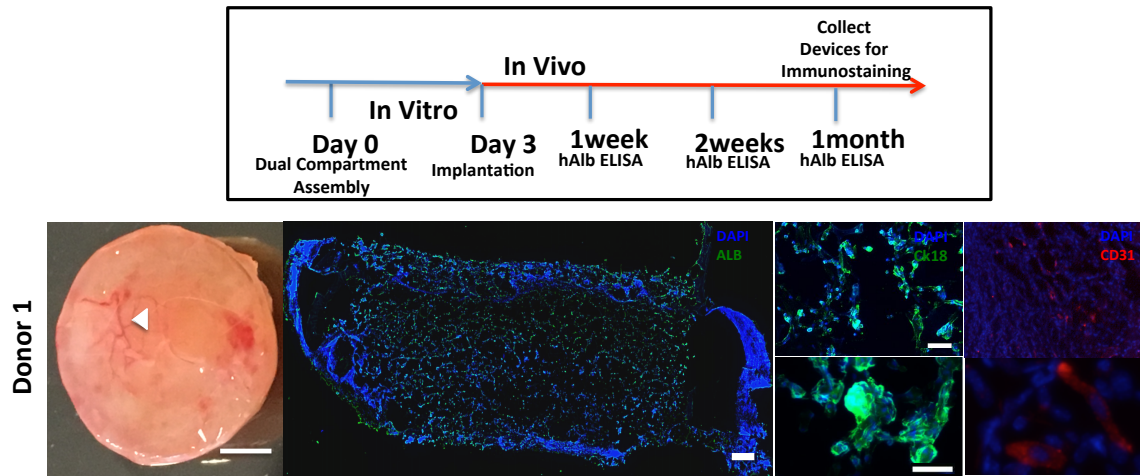 Collect
Devices for
Immunostaining
In Vivo
In Vitro
Day 0
Dual Compartment
Assembly
Day 3
Implantation
1week
hAlb ELISA
2weeks
hAlb ELISA
1month
hAlb ELISA
Donor 1
DAPI
ALB
DAPI
Ck18
DAPI
CD31